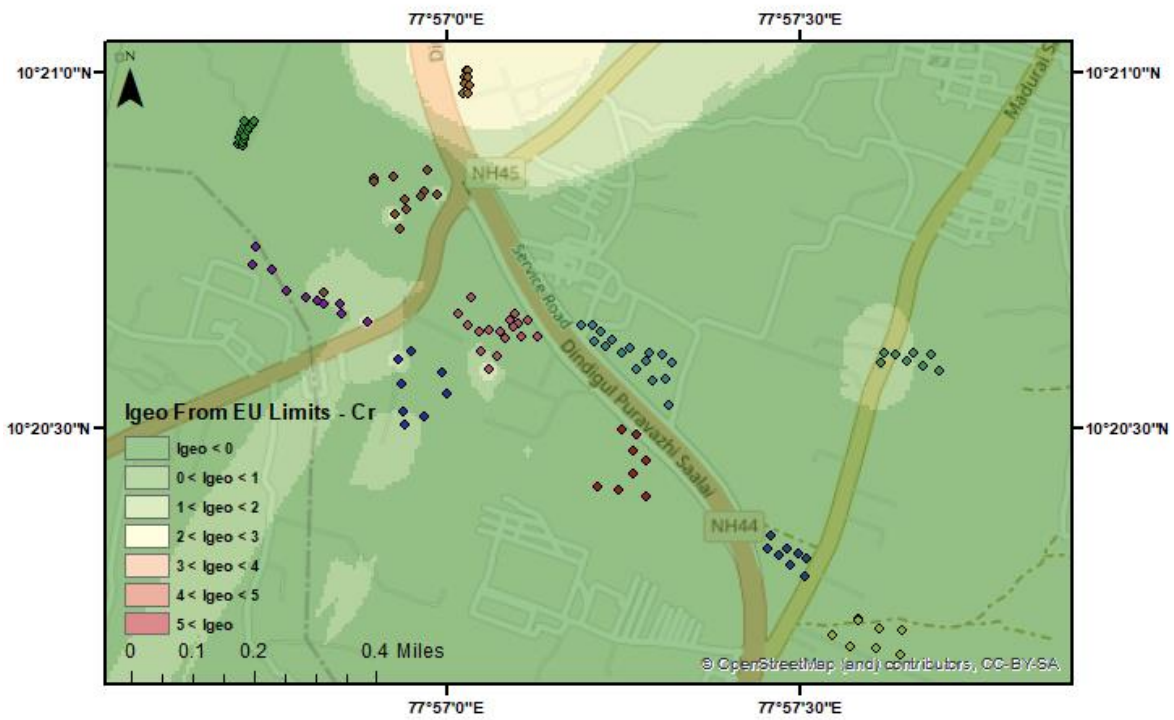 77°57'0"E
77°57'30"E
10°21'0"N
10°21'0"N
N
Di
Madurai S
NH45
Service Road
Dindigul Puravazhi Saalai
10°20'30"N
10°20'30"N
Igeo From EU Limits - Cr
Igeo < 0
0 < Igeo < 1
1 < Igeo < 2
2 < Igeo < 3
3 < Igeo < 4
4 < Igeo < 5
5 < Igeo
NH44
0 0.1 0.2 0.4 Miles
© OpenStreetMap (and) contributors, CC-BY-SA
77°57'0"E
77°57'30"E